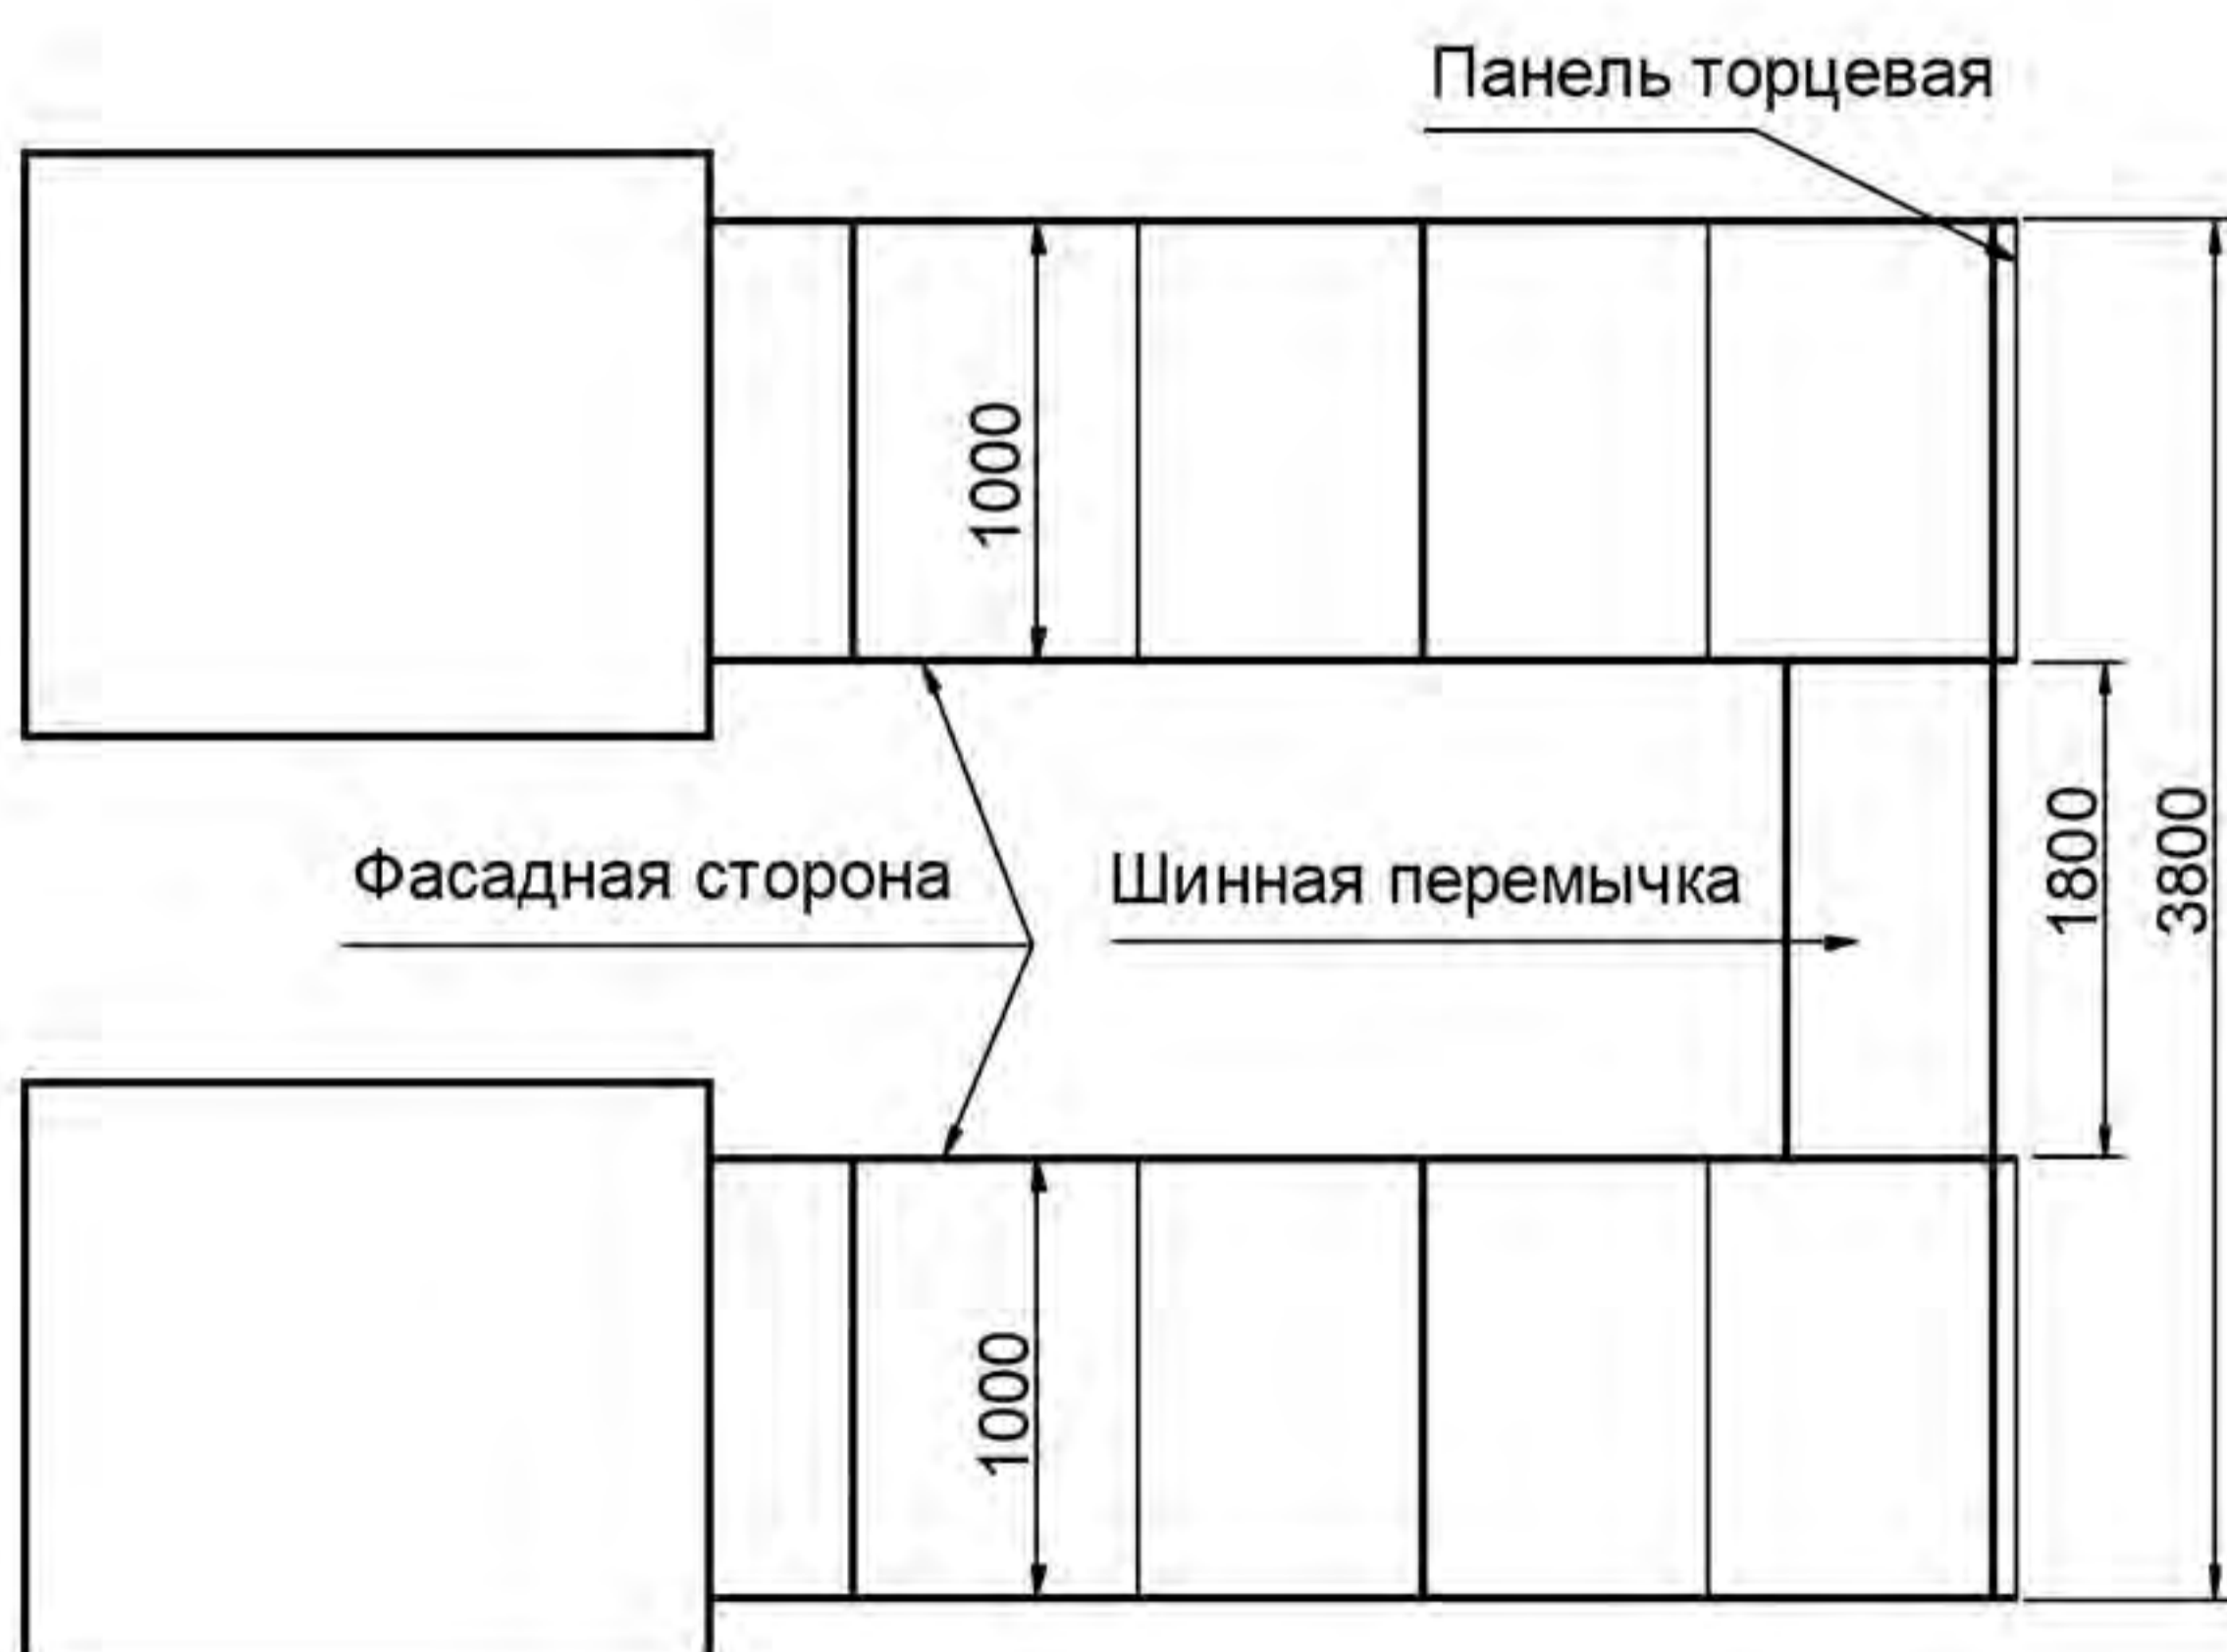 Панель торцевая
1000
Фасадная сторона
Шинная перемычка
1800
3800
1000